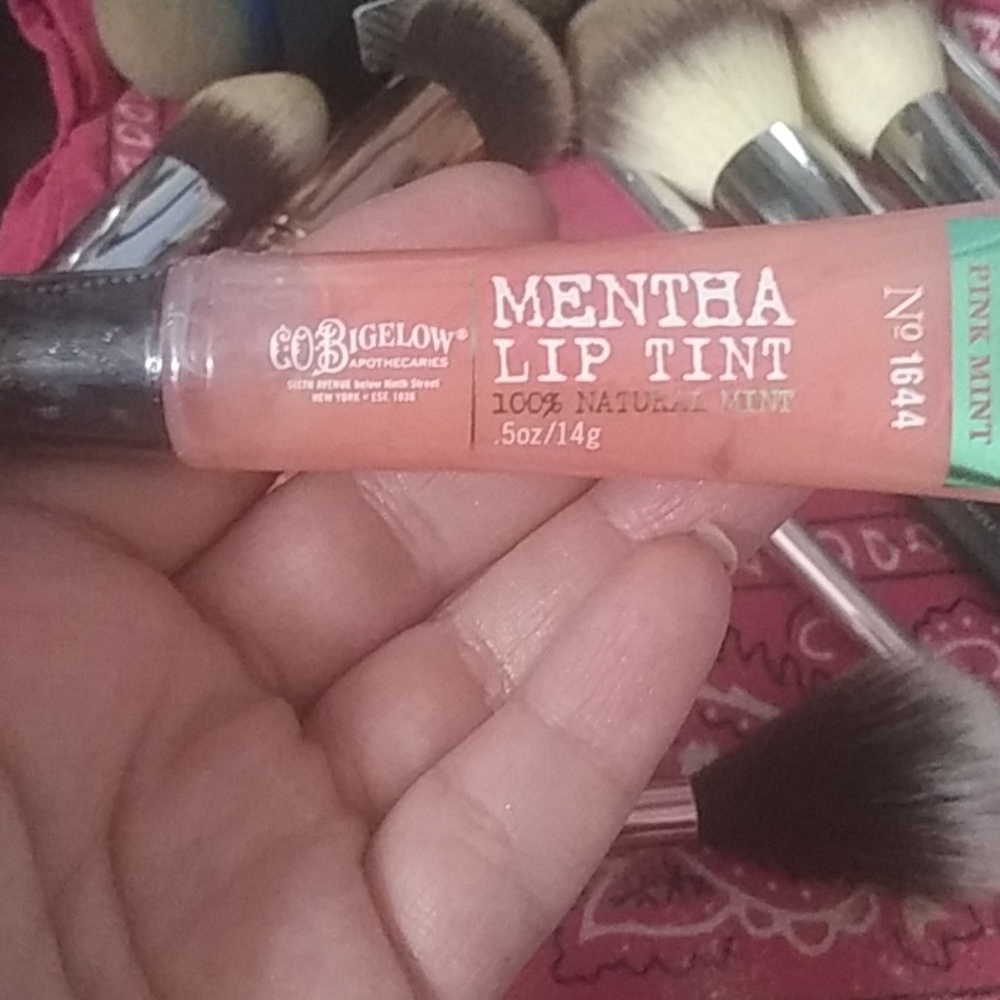 C.O. BIGELOW®
APOTHECARIES
SIXTH AVENUE below Ninth Street
NEW YORK • EST. 1838
MENTHA
LIP TINT
100% NATURAL MINT
.5oz/14g
No 1644
PINK MINT